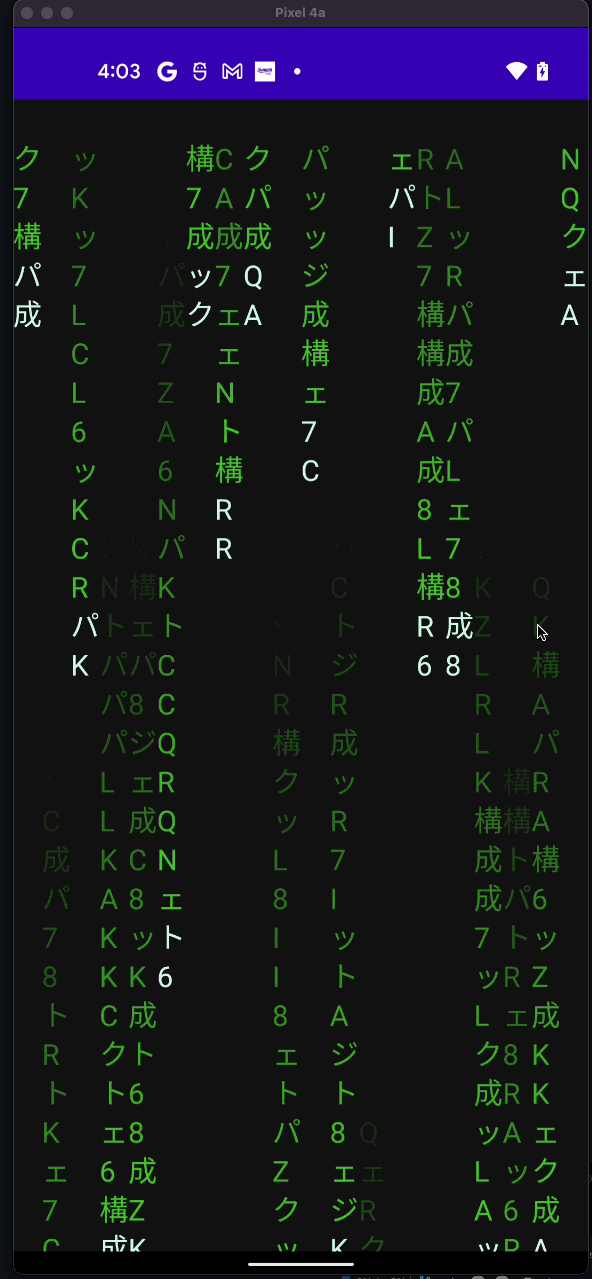 Pixel 4a
4:03
ク ッ 構C ク パ ェR A N
7 K 7 A パ ッ パトL Q
構 ッ 成成成 ッ I Z ッ ク
パ 7 パッ7 Q ジ 7 R ェ
成 L 成クェA 成 構パ A
C 7 ェ 構 構成
L Z N ェ 成7
6 A ト 7 A パ
ッ 6 構 C 成L
K N R 8 ェ
C パ R L 7
R N 構K C 構8 K Q
パ トェト ト R 成Z K
K パパC N ジ 6 8 L 構
パ8 C R R R A
パジQ 構 成 L パ
L ェR ク ッ K 構R
C L 成Q ッ R 構構A
成 K C N L 7 成ト構
パ A 8 ェ 8 I 成パ6
7 K ット I ッ 7 トッ
8 K K 6 I ト ッR Z
ト C 成 8 A L ェ成
R クト ェ ジ ク8 K
ト ト6 ト ト 成R K
K ェ8 パ 8 Q ッA ェ
ェ 6 成 Z ェェ L ック
7 構Z ク ジR A 6 成
C 成K ッ K ク ッR A